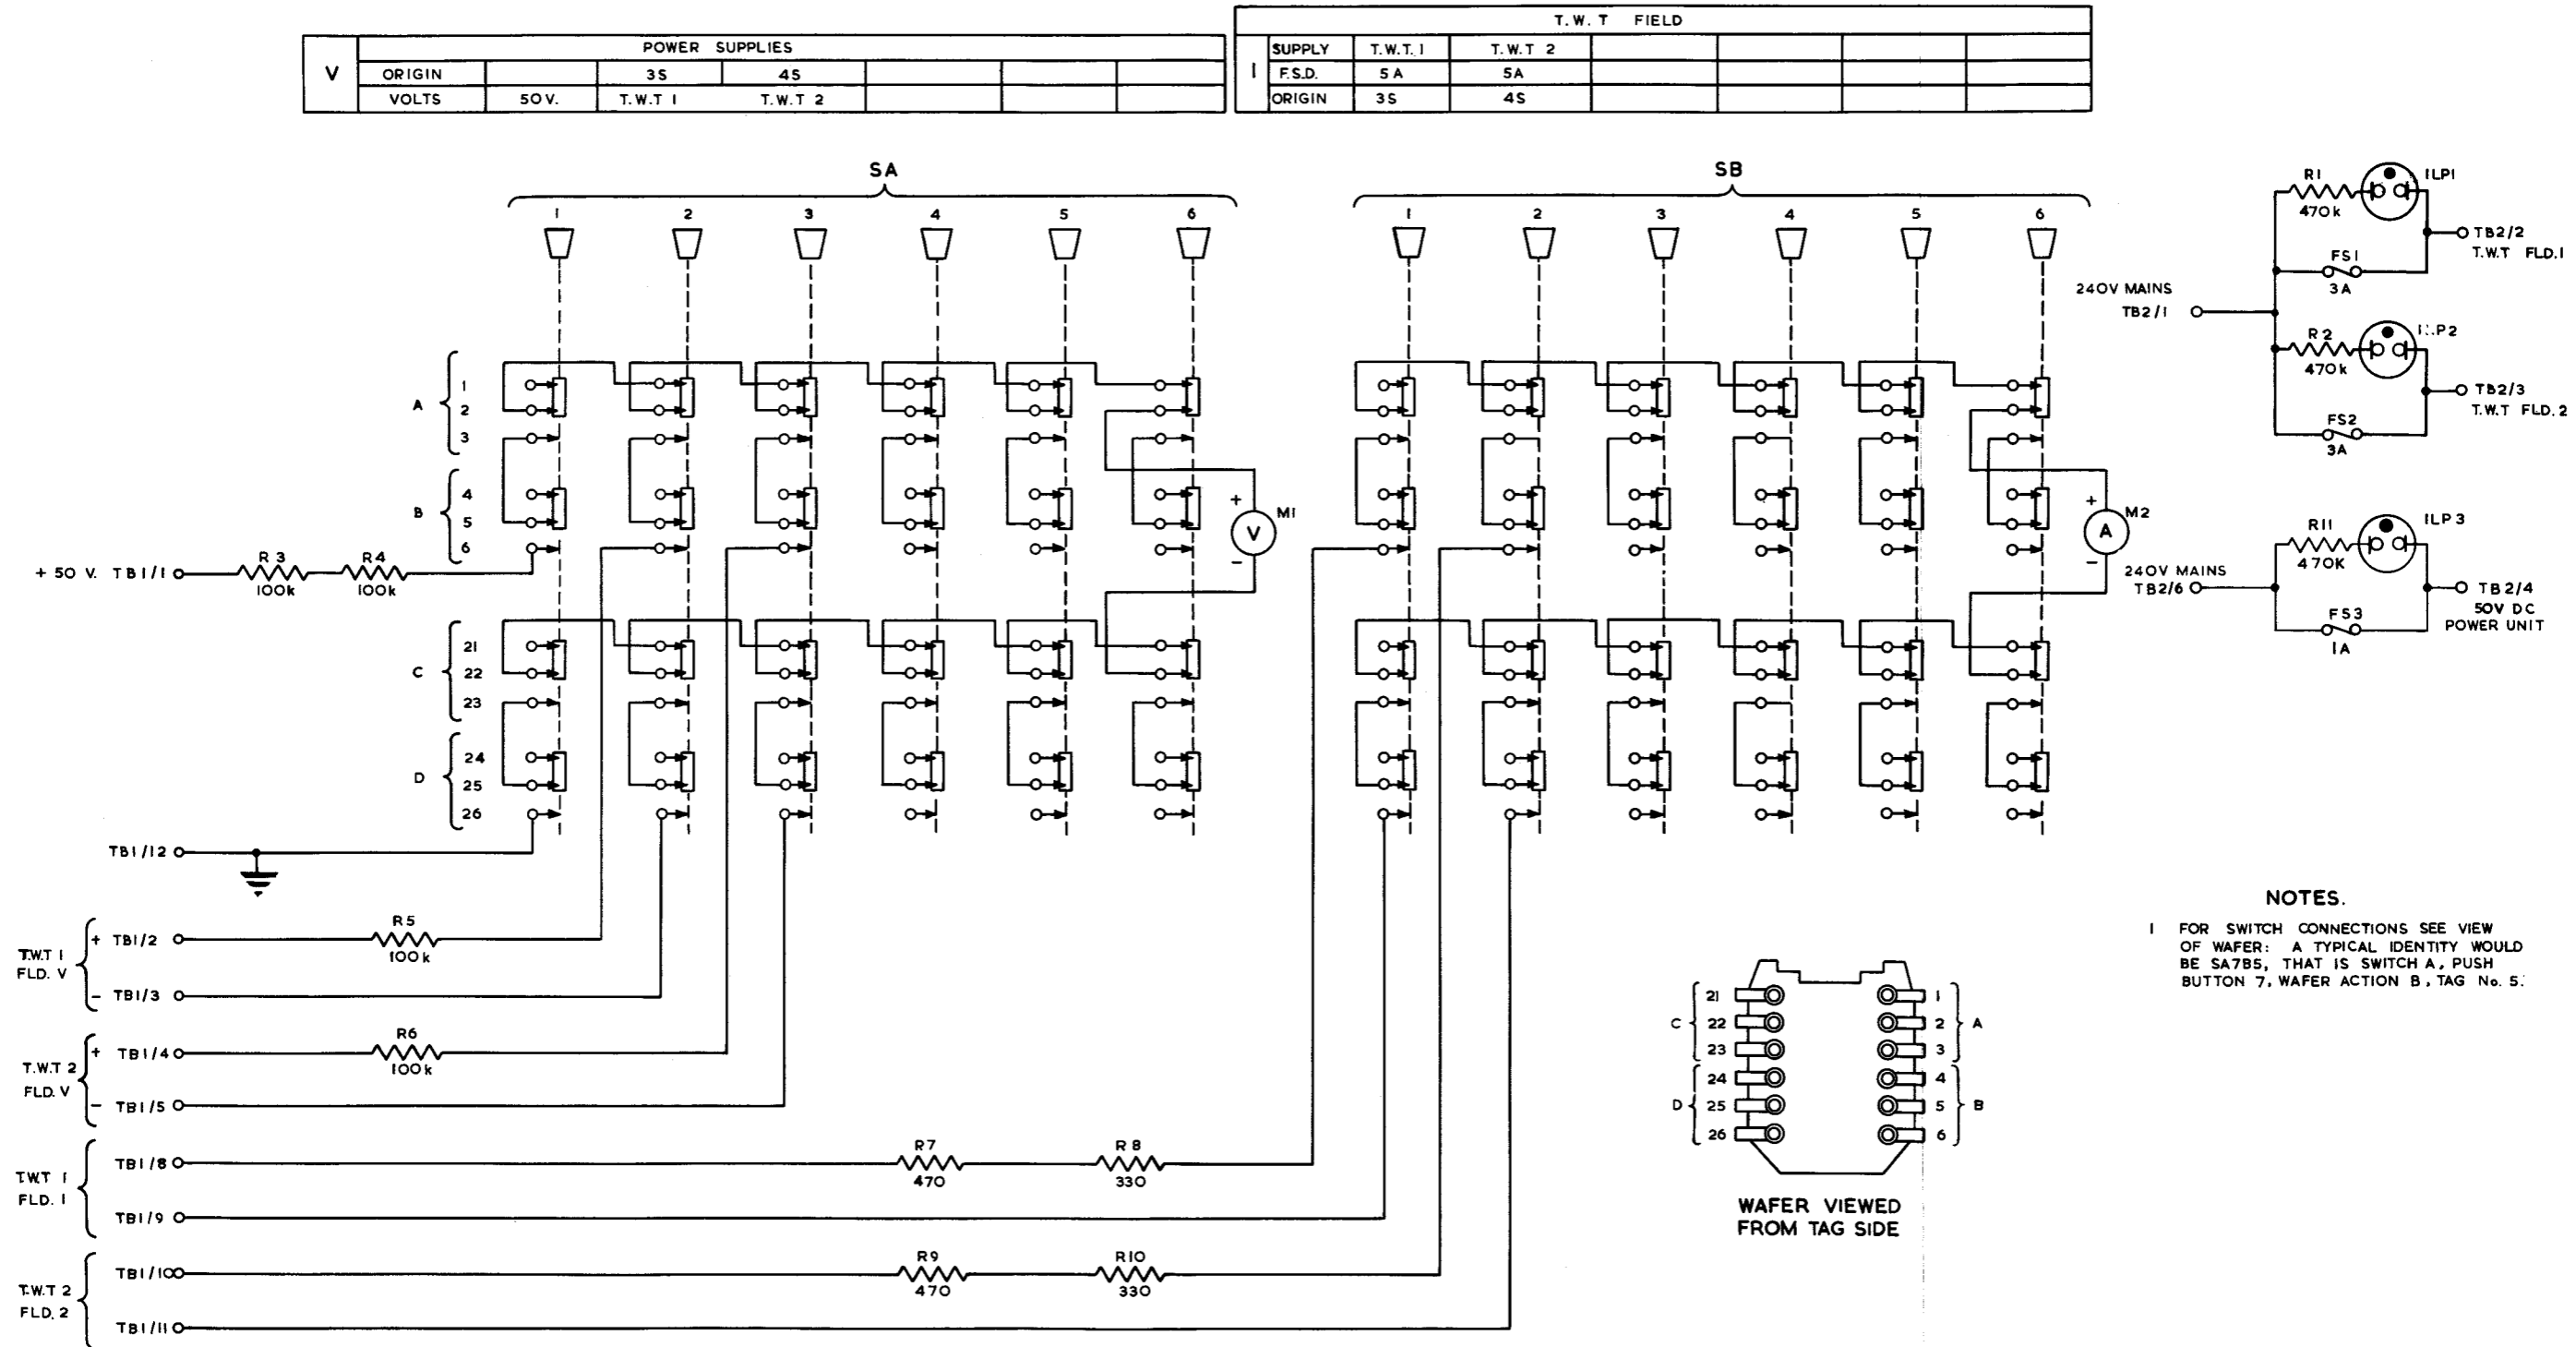 POWER SUPPLIES
V
ORIGIN 3S 4S
VOLTS 50V. T.W.T 1 T.W.T 2
T.W.T FIELD
I
SUPPLY T.W.T.1 T.W.T 2
F.S.D. 5A 5A
ORIGIN 3S 4S
SA
1 2 3 4 5 6
SB
1 2 3 4 5 6
A
1
2
3
B
4
5
6
C
21
22
23
D
24
25
26
+ 50 V. TB1/1
R3
100k
R4
100k
+
V
-
M1
+
A
-
M2
R1
470k
ILP1
TB2/2
T.W.T FLD.1
FS1
3A
240V MAINS
TB2/1
R2
470k
TB2/3
T.W.T FLD.2
FS2
3A
R11
470K
ILP3
240V MAINS
TB2/6
TB2/4
50V DC
POWER UNIT
FS3
1A
TB1/12
T.W.T 1
FLD. V
+ TB1/2
R5
100k
- TB1/3
T.W.T 2
FLD. V
+ TB1/4
R6
100k
- TB1/5
T.W.T 1
FLD. 1
TB1/8
R7
470
R8
330
TB1/9
T.W.T 2
FLD. 2
TB1/10
R9
470
R10
330
TB1/11
C
21
22
23
D
24
25
26
1
2
3
A
4
5
6
B
WAFER VIEWED
FROM TAG SIDE
NOTES.
1 FOR SWITCH CONNECTIONS SEE VIEW
OF WAFER: A TYPICAL IDENTITY WOULD
BE SA7B5, THAT IS SWITCH A, PUSH
BUTTON 7, WAFER ACTION B, TAG No. 5.